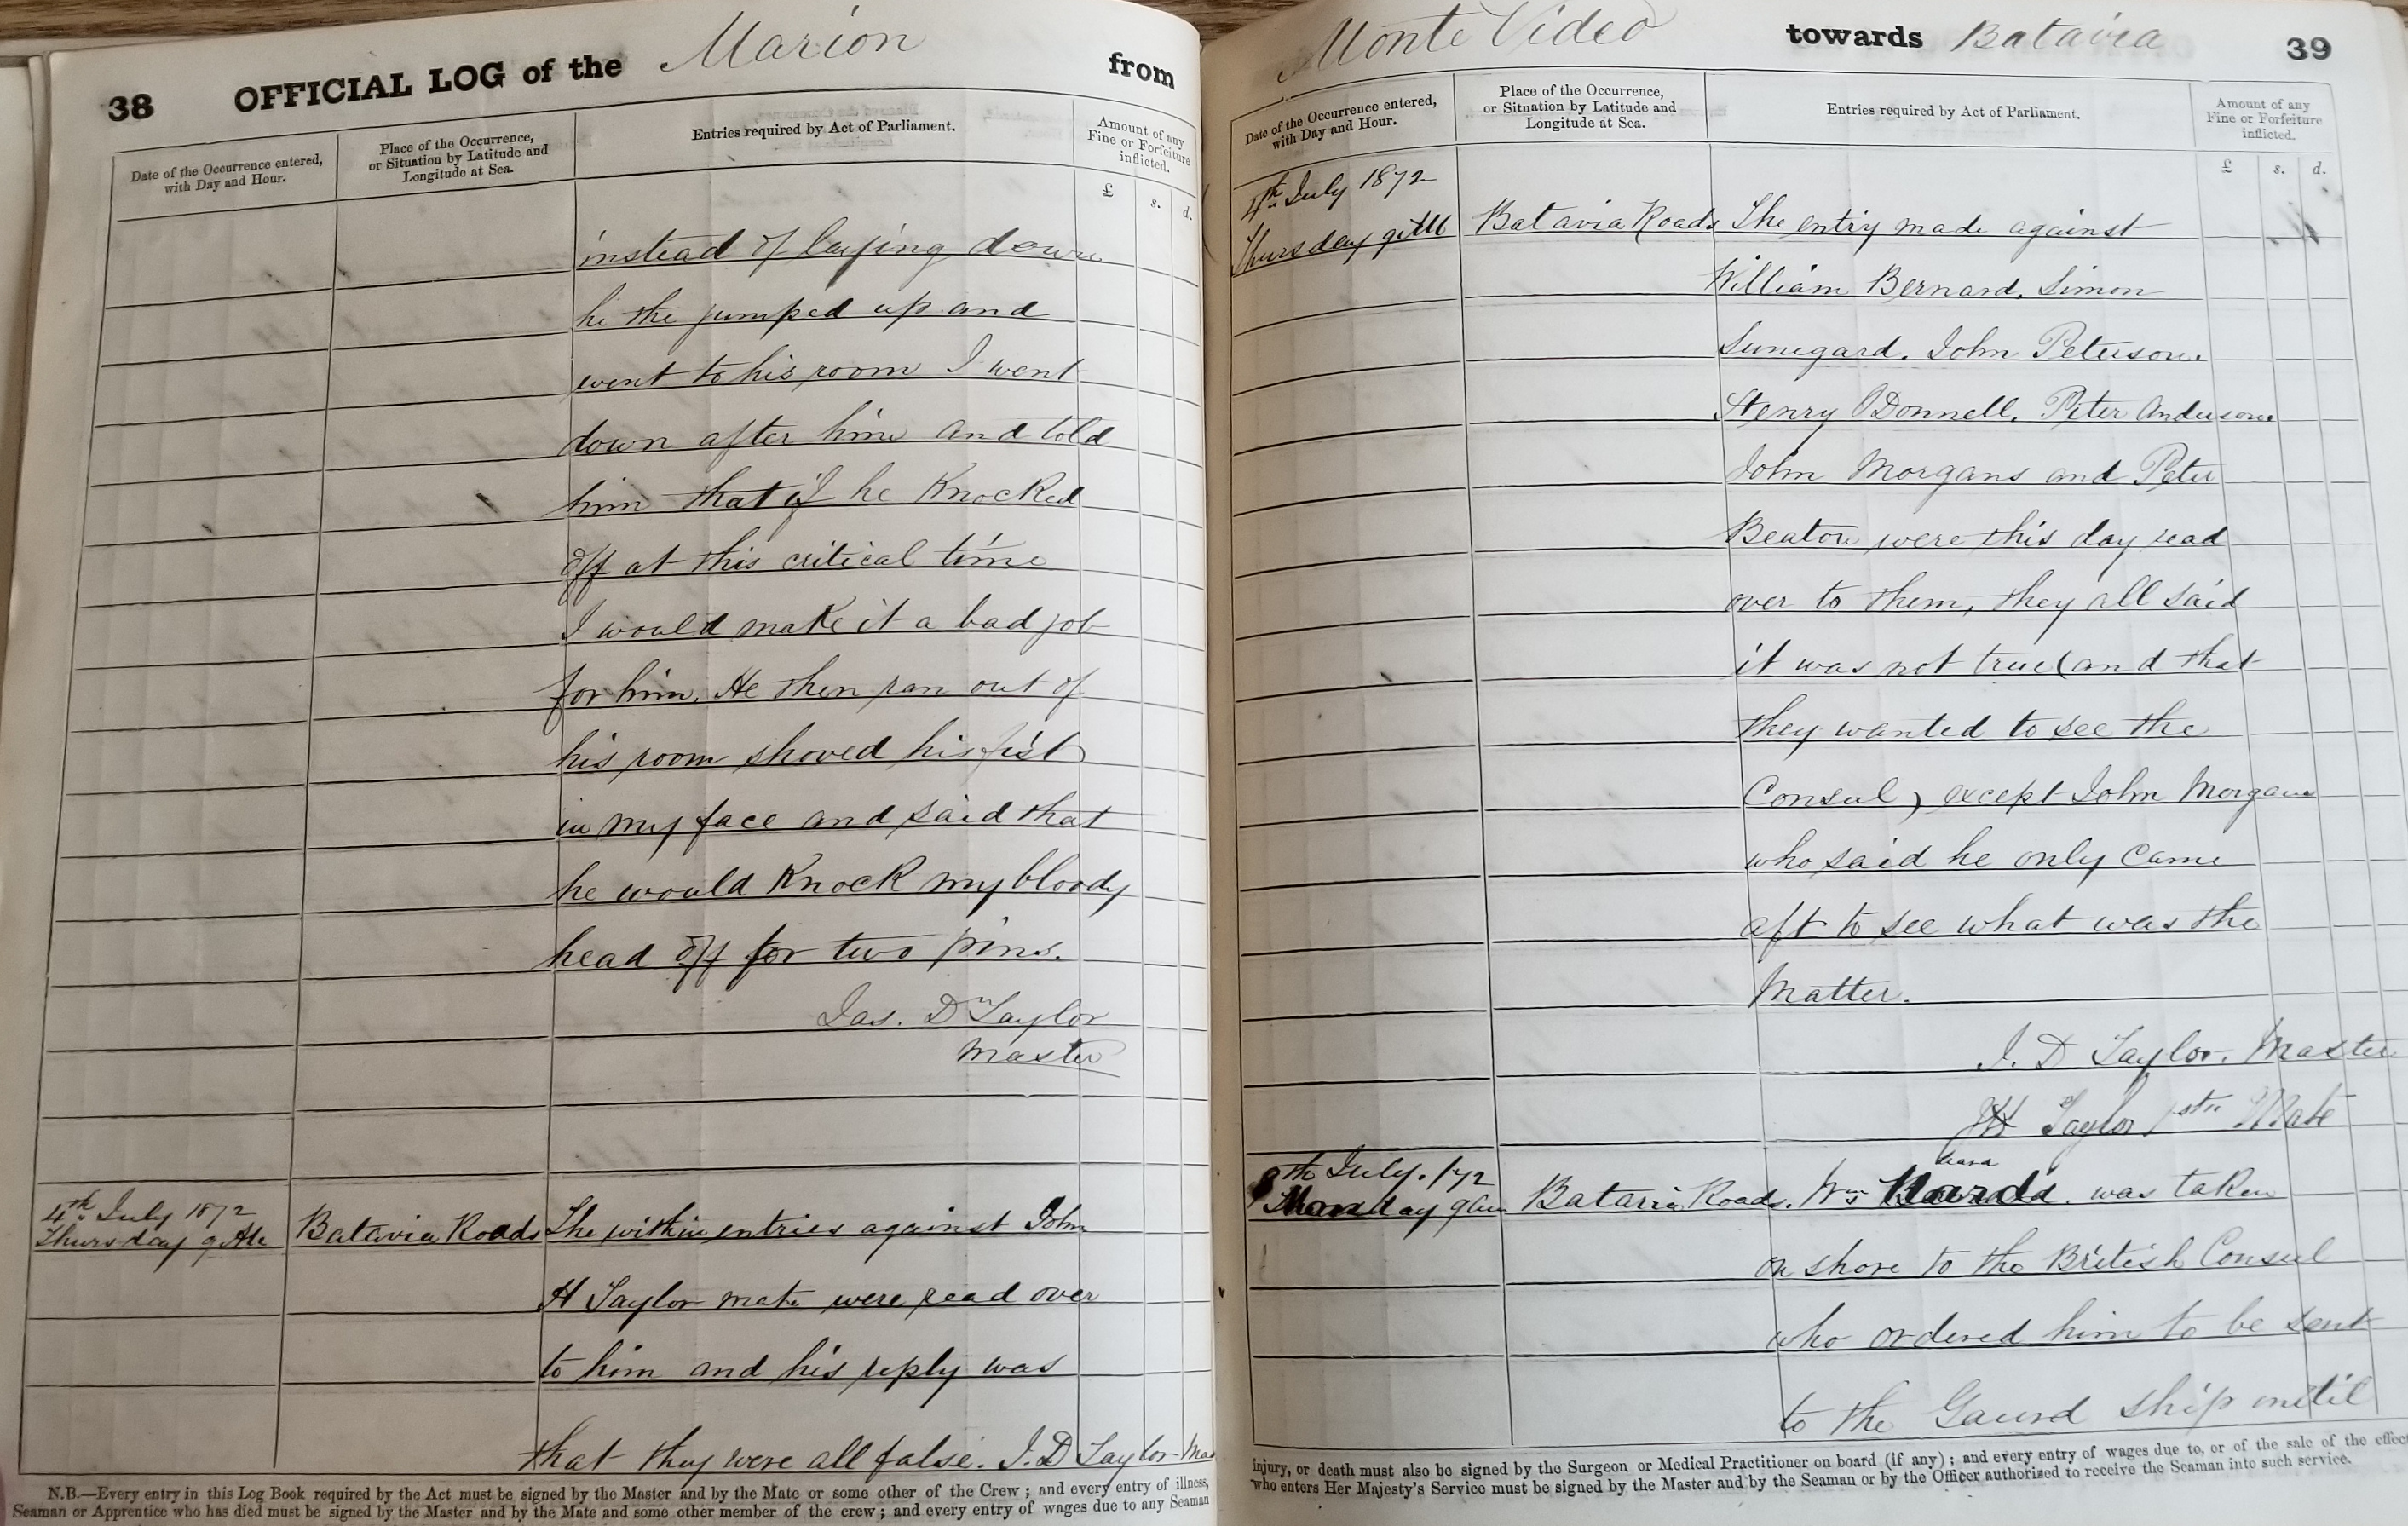 38 OFFICIAL LOG of the Marion from
Date of the Occurrence entered, with Day and Hour.
Place of the Occurrence, or Situation by Latitude and Longitude at Sea.
Entries required by Act of Parliament.
Amount of any Fine or Forfeiture inflicted.
£ s. d.
instead of laying down
he the jumped up and
went to his room I went
down after him and told
him that if he Knocked
off at this critical time
I would make it a bad job
for him. He then ran out of
his room shoved his fist
in my face and said that
he would Knock my bloody
head off for two pins.
Jas. D Taylor
Master
4th July 1872
Thursday 9 AM Batavia Roads The within entries against John
H Taylor mate were read over
to him and his reply was
that they were all false. J. D Taylor Mas
N.B.—Every entry in this Log Book required by the Act must be signed by the Master and by the Mate or some other of the Crew; and every entry of illness,
Seaman or Apprentice who has died must be signed by the Master and by the Mate and some other member of the crew; and every entry of wages due to any Seaman
Monte Video towards Batavia 39
Date of the Occurrence entered, with Day and Hour.
Place of the Occurrence, or Situation by Latitude and Longitude at Sea.
Entries required by Act of Parliament.
Amount of any Fine or Forfeiture inflicted.
£ s. d.
4th July 1872
Thursday 9 AM Batavia Roads The entry made against
William Bernard. Simon
Sunegard. John Peterson.
Henry O'Donnell. Peter Anderson
John Morgans and Peter
Beaton were this day read
over to them, they all said
it was not true (and that
they wanted to see the
Consul) except John Morgans
who said he only Came
aft to see what was the
Matter.
J. D Taylor. Master
JH Taylor 1st Mate
8th July. /72
Monday 9 am Batavia Roads. Wm was taken
on shore to the British Consul
who ordered him to be sent
to the Gaurd ship until
injury, or death must also be signed by the Surgeon or Medical Practitioner on board (if any); and every entry of wages due to, or of the sale of the effec
who enters Her Majesty's Service must be signed by the Master and by the Seaman or by the Officer authorized to receive the Seaman into such service.